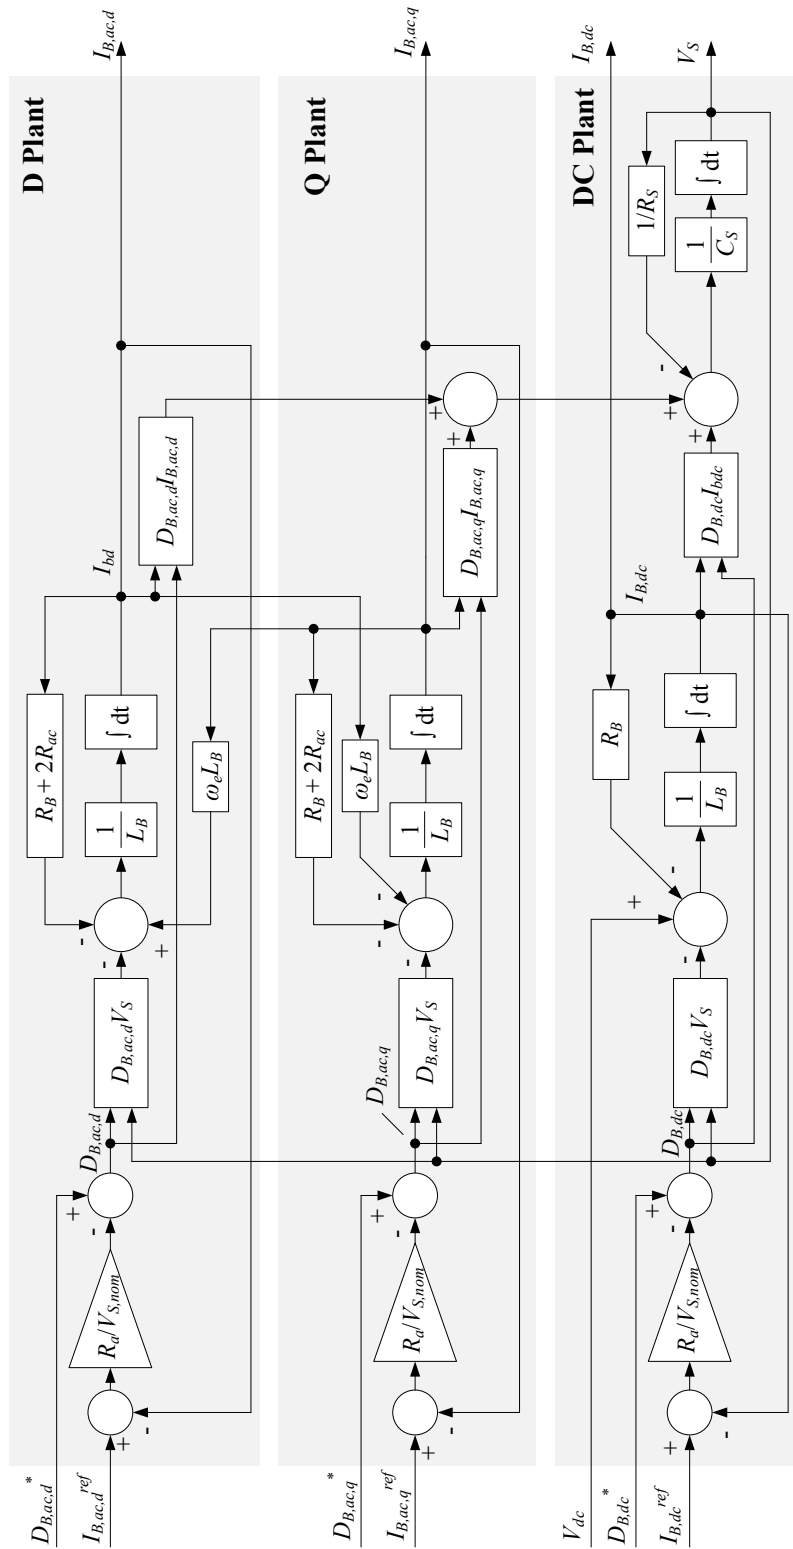 D Plant
D_{B,ac,d}^*
I_{B,ac,d}^{ref}
+
-
R_a/V_{S,nom}
+
-
D_{B,ac,d}
D_{B,ac,d}V_S
-
-
+
R_B + 2R_{ac}
1
L_B
∫ dt
ω_eL_B
I_{bd}
D_{B,ac,d}I_{B,ac,d}
I_{B,ac,d}
Q Plant
D_{B,ac,q}^*
I_{B,ac,q}^{ref}
+
-
R_a/V_{S,nom}
+
-
D_{B,ac,q}
D_{B,ac,q}V_S
-
-
-
R_B + 2R_{ac}
ω_eL_B
1
L_B
∫ dt
D_{B,ac,q}I_{B,ac,q}
+
+
I_{B,ac,q}
DC Plant
V_{dc}
D_{B,dc}^*
I_{B,dc}^{ref}
+
-
R_a/V_{S,nom}
+
-
D_{B,dc}
D_{B,dc}V_S
-
+
-
R_B
1
L_B
∫ dt
I_{B,dc}
D_{B,dc}I_{bdc}
+
+
-
1/R_S
1
C_S
∫ dt
I_{B,dc}
V_S